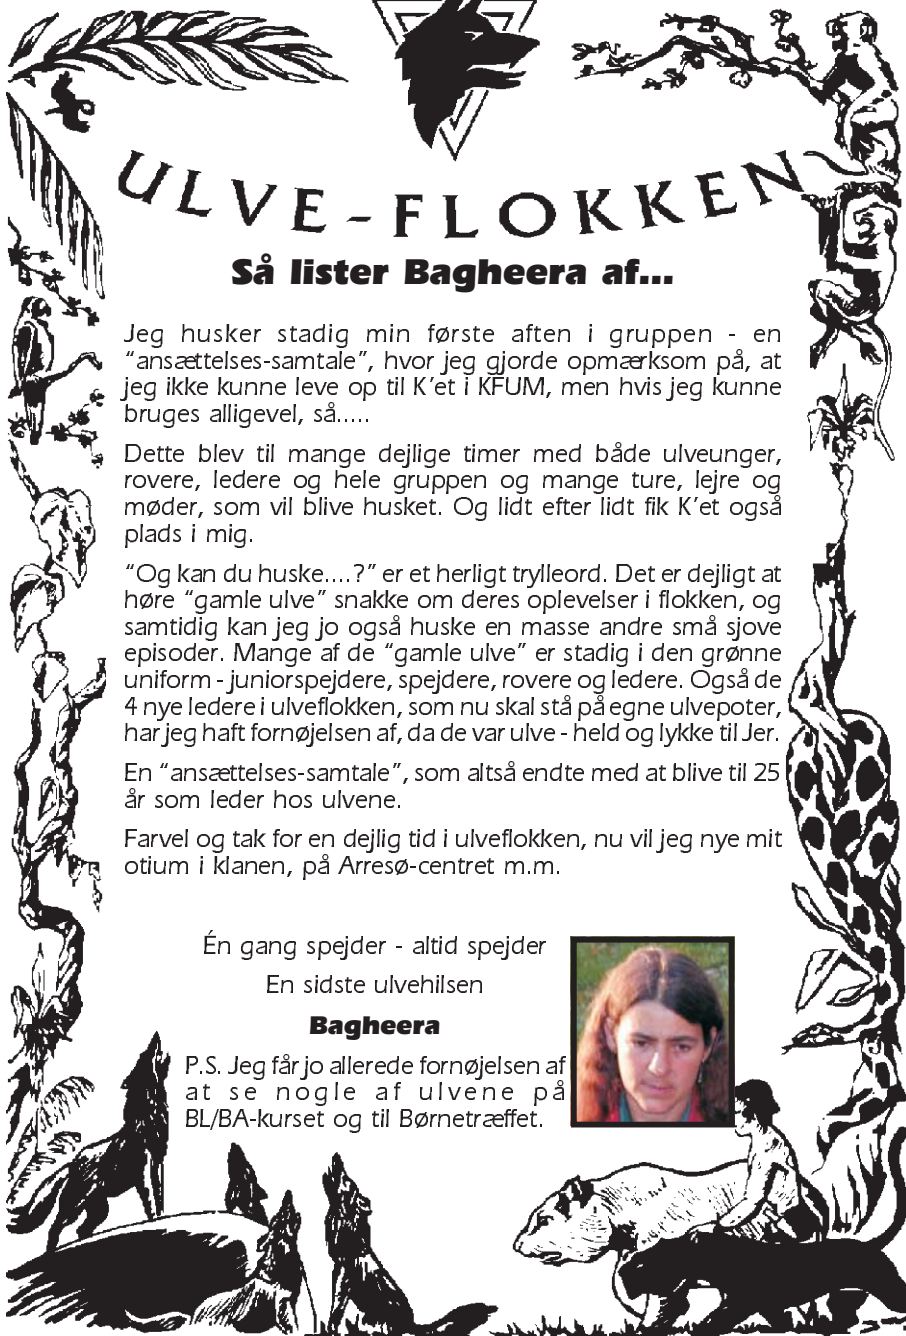 ULVE-FLOKKEN
Så lister Bagheera af...
Jeg husker stadig min første aften i gruppen - en
“ansættelses-samtale”, hvor jeg gjorde opmærksom på, at
jeg ikke kunne leve op til K’et i KFUM, men hvis jeg kunne
bruges alligevel, så.....
Dette blev til mange dejlige timer med både ulveunger,
rovere, ledere og hele gruppen og mange ture, lejre og
møder, som vil blive husket. Og lidt efter lidt fik K’et også
plads i mig.
“Og kan du huske....?” er et herligt trylleord. Det er dejligt at
høre “gamle ulve” snakke om deres oplevelser i flokken, og
samtidig kan jeg jo også huske en masse andre små sjove
episoder. Mange af de “gamle ulve” er stadig i den grønne
uniform - juniorspejdere, spejdere, rovere og ledere. Også de
4 nye ledere i ulveflokken, som nu skal stå på egne ulvepoter,
har jeg haft fornøjelsen af, da de var ulve - held og lykke til Jer.
En “ansættelses-samtale”, som altså endte med at blive til 25
år som leder hos ulvene.
Farvel og tak for en dejlig tid i ulveflokken, nu vil jeg nye mit
otium i klanen, på Arresø-centret m.m.
Én gang spejder - altid spejder
En sidste ulvehilsen
Bagheera
P.S. Jeg får jo allerede fornøjelsen af
at se nogle af ulvene på
BL/BA-kurset og til Børnetræffet.